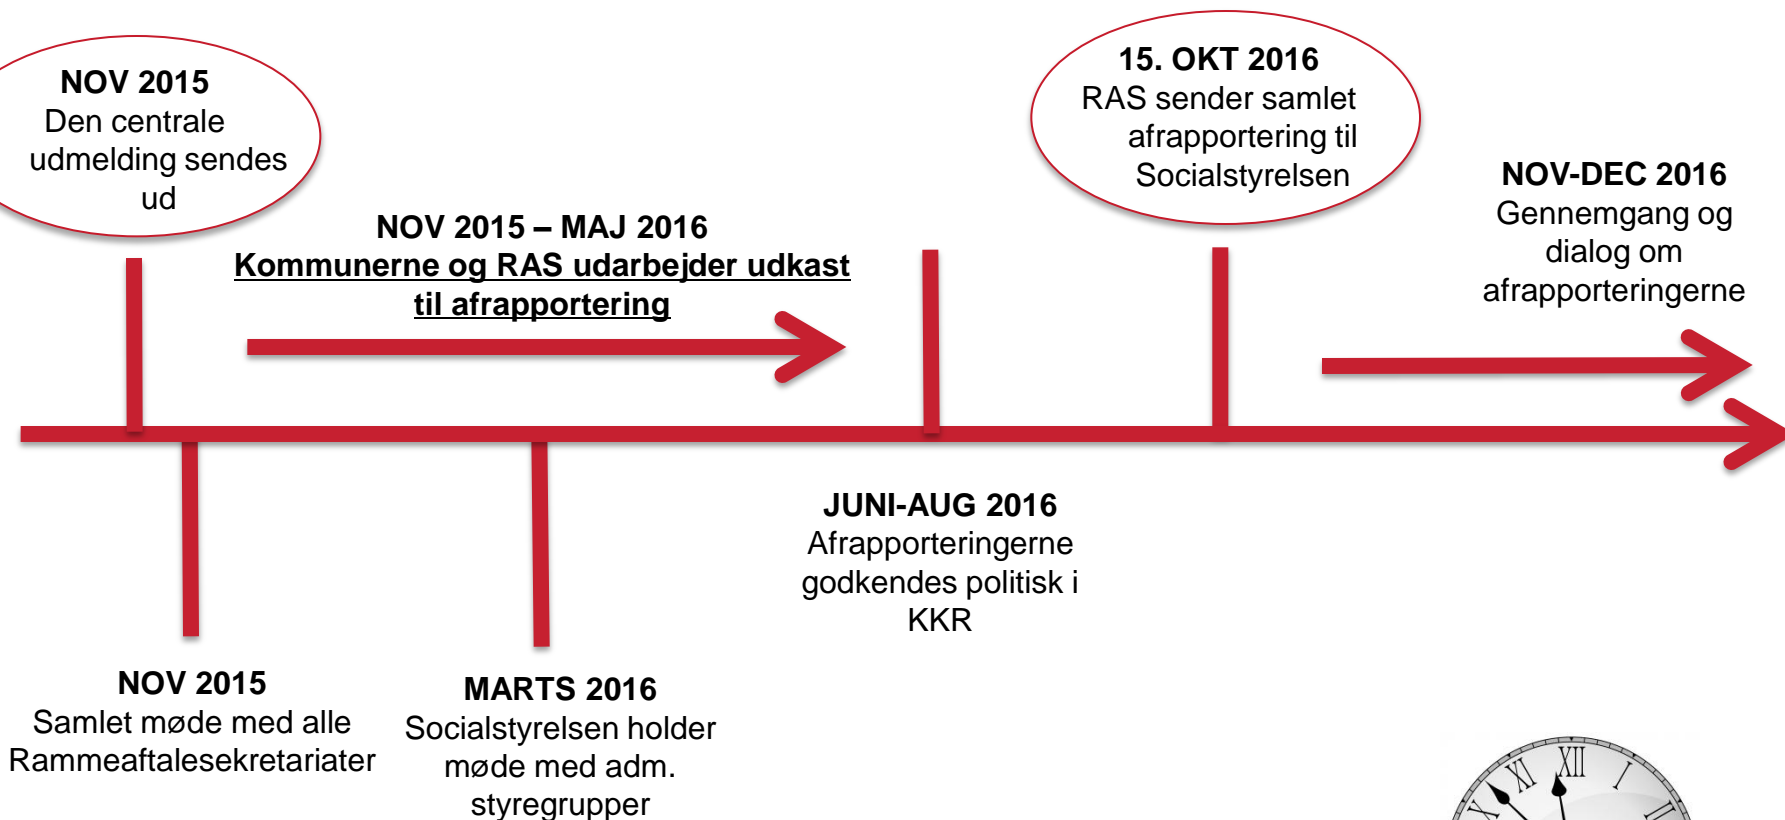 NOV 2015
Den centrale
udmelding sendes
ud
NOV 2015 – MAJ 2016
Kommunerne og RAS udarbejder udkast
til afrapportering
15. OKT 2016
RAS sender samlet
afrapportering til
Socialstyrelsen
NOV-DEC 2016
Gennemgang og
dialog om
afrapporteringerne
NOV 2015
Samlet møde med alle
Rammeaftalesekretariater
MARTS 2016
Socialstyrelsen holder
møde med adm.
styregrupper
JUNI-AUG 2016
Afrapporteringerne
godkendes politisk i
KKR
X XI XII I II